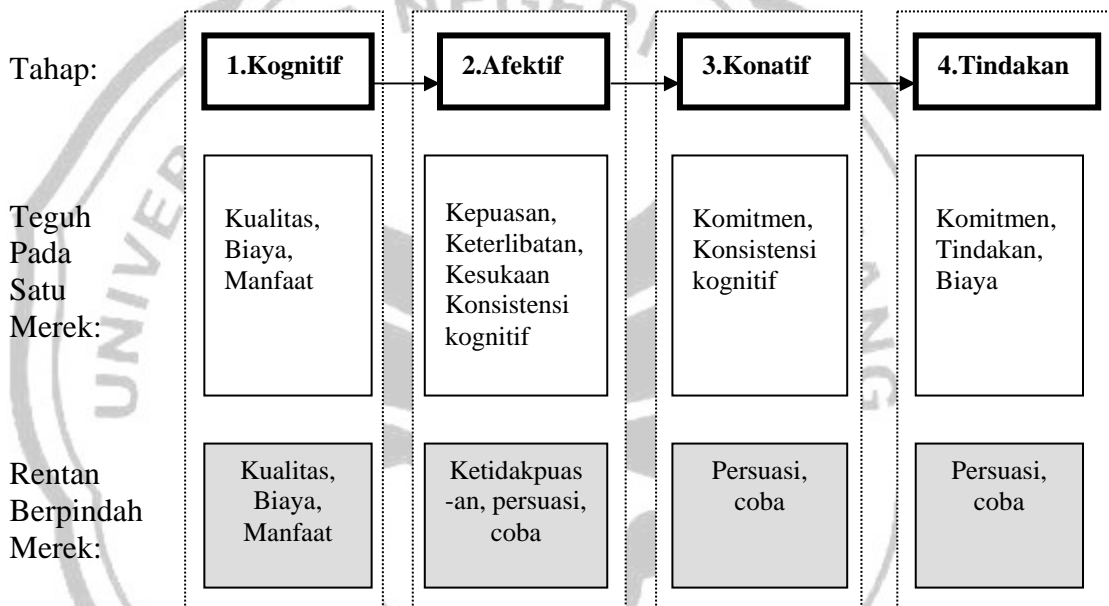 Tahap:
1.Kognitif
2.Afektif
3.Konatif
4.Tindakan
Teguh
Pada
Satu
Merek:
Kualitas,
Biaya,
Manfaat
Kepuasan,
Keterlibatan,
Kesukaan
Konsistensi
kognitif
Komitmen,
Konsistensi
kognitif
Komitmen,
Tindakan,
Biaya
Rentan
Berpindah
Merek:
Kualitas,
Biaya,
Manfaat
Ketidakpuas
-an, persuasi,
coba
Persuasi,
coba
Persuasi,
coba